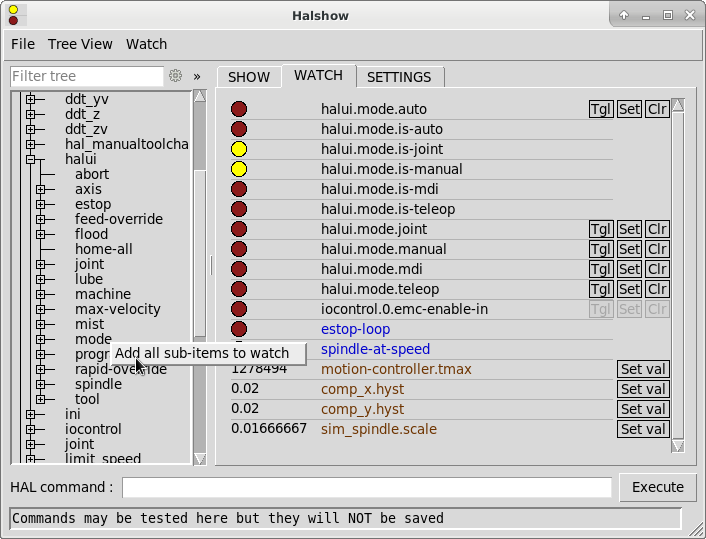 Halshow
File Tree View Watch
Filter tree »
SHOW WATCH SETTINGS
ddt_yv
ddt_z
ddt_zv
hal_manualtoolcha
halui
abort
axis
estop
feed-override
flood
home-all
joint
lube
machine
max-velocity
mist
mode
Add all sub-items to watch
rapid-override
spindle
tool
ini
iocontrol
joint
limit_speed
halui.mode.auto Tgl Set Clr
halui.mode.is-auto
halui.mode.is-joint
halui.mode.is-manual
halui.mode.is-mdi
halui.mode.is-teleop
halui.mode.joint Tgl Set Clr
halui.mode.manual Tgl Set Clr
halui.mode.mdi Tgl Set Clr
halui.mode.teleop Tgl Set Clr
iocontrol.0.emc-enable-in Tgl Set Clr
estop-loop
spindle-at-speed
1278494 motion-controller.tmax Set val
0.02 comp_x.hyst Set val
0.02 comp_y.hyst Set val
0.01666667 sim_spindle.scale Set val
HAL command : Execute
Commands may be tested here but they will NOT be saved